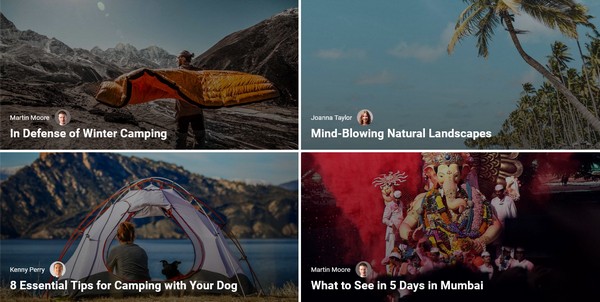 Martin Moore
In Defense of Winter Camping
Joanna Taylor
Mind-Blowing Natural Landscapes
Kenny Perry
8 Essential Tips for Camping with Your Dog
Martin Moore
What to See in 5 Days in Mumbai